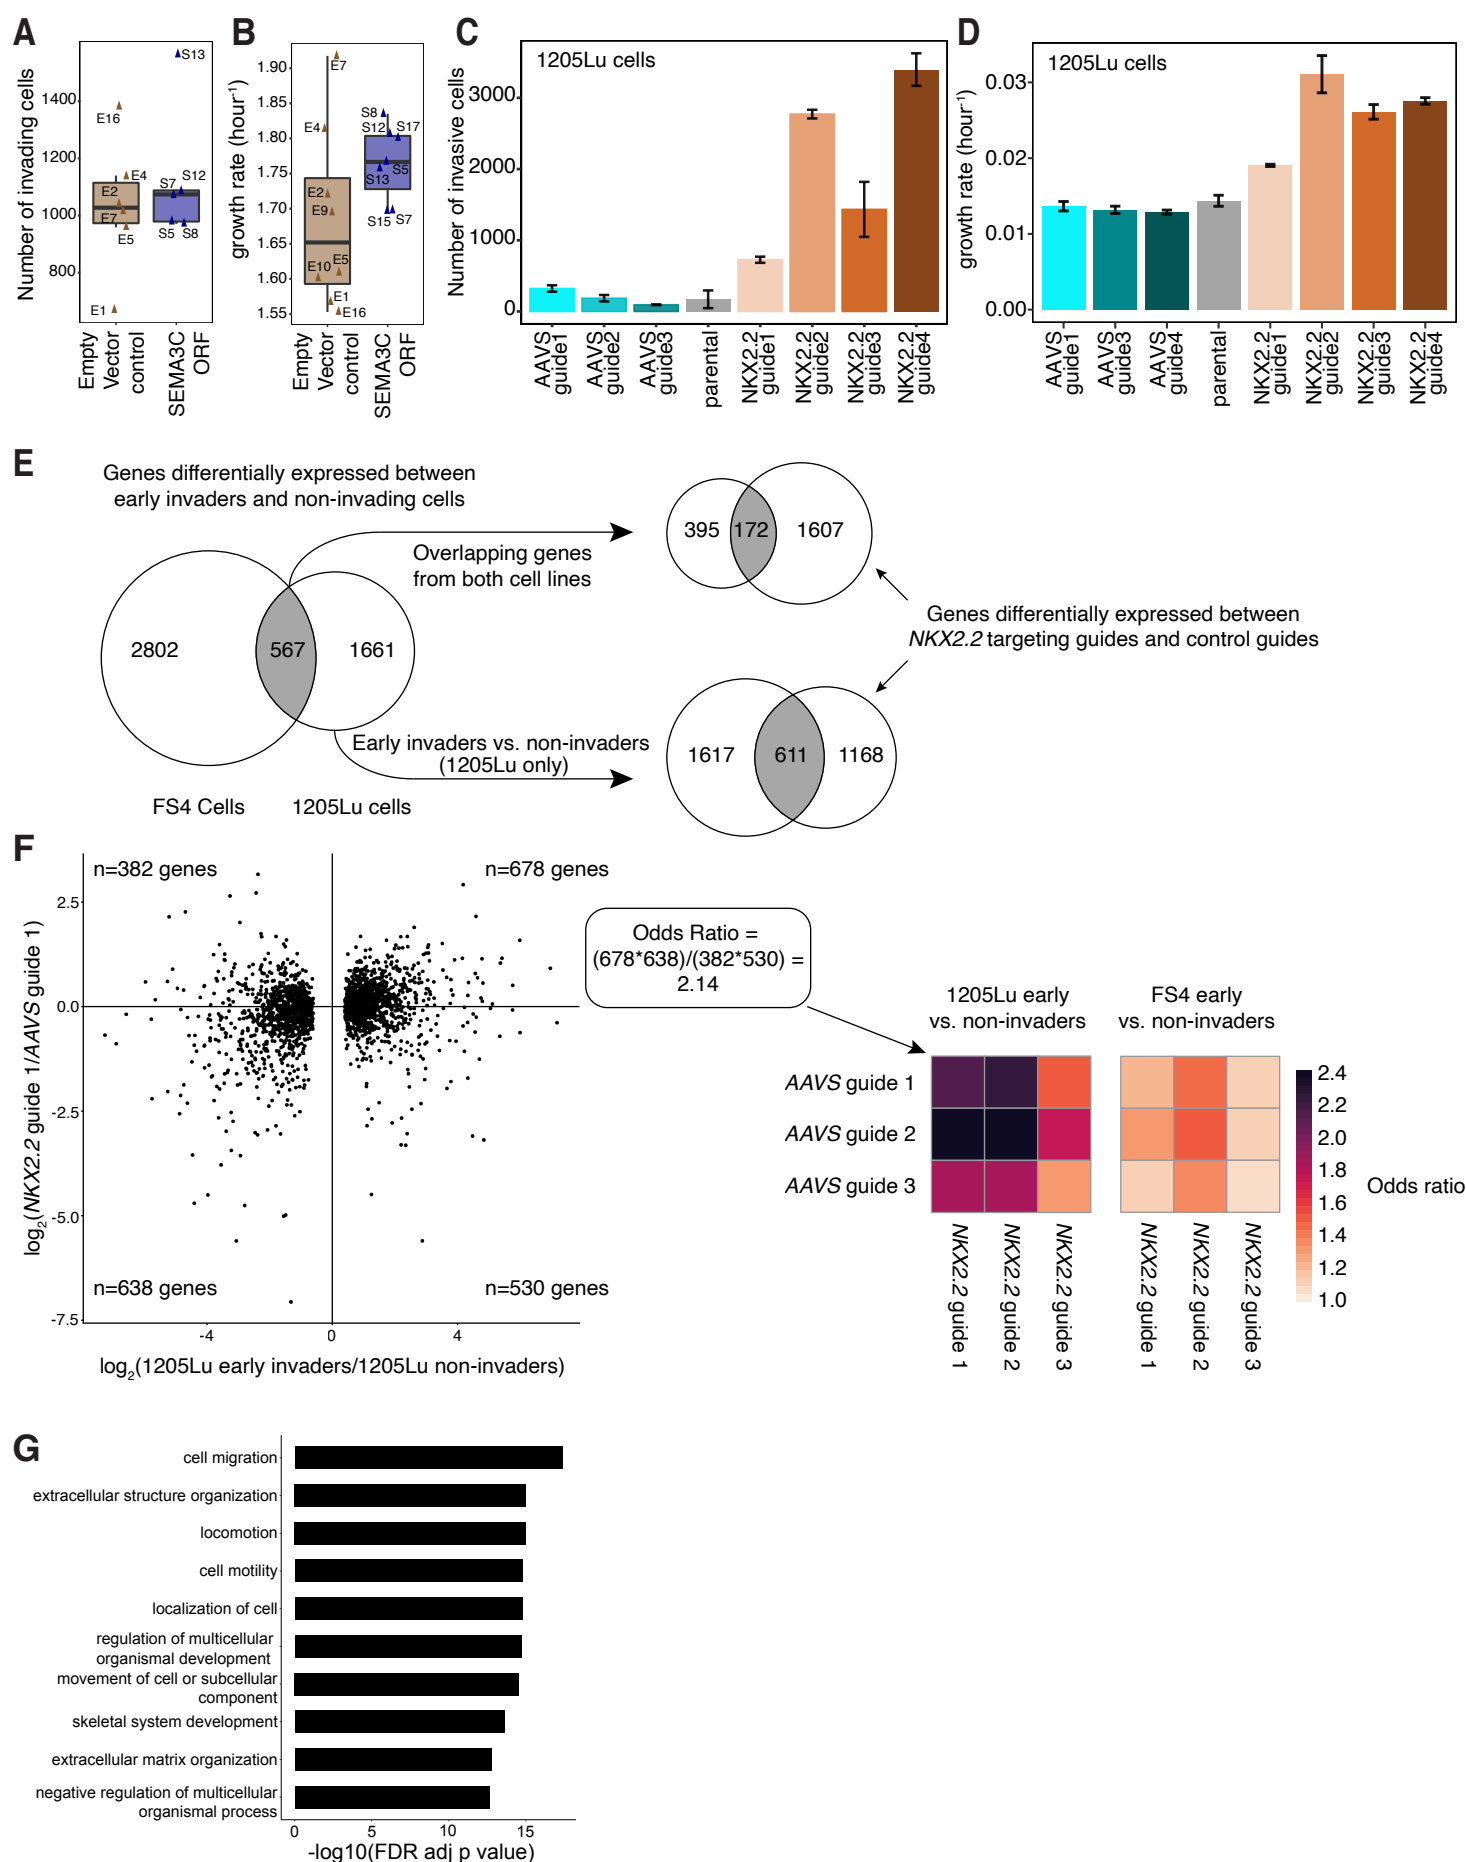 A
Number of invading cells
1400
1200
1000
800
S13
E16
E4
E2
E7
E5
E1
S7
S12
S5
S8
Empty
Vector
control
SEMA3C
ORF
B
growth rate (hour-1)
1.90
1.85
1.80
1.75
1.70
1.65
1.60
1.55
E7
E4
E2
E9
E10
E5
E1
E16
S8
S12
S17
S5
S13
S15
S7
Empty
Vector
control
SEMA3C
ORF
C
1205Lu cells
Number of invasive cells
3000
2000
1000
0
AAVS
guide1
AAVS
guide2
AAVS
guide3
parental
NKX2.2
guide1
NKX2.2
guide2
NKX2.2
guide3
NKX2.2
guide4
D
1205Lu cells
growth rate (hour-1)
0.03
0.02
0.01
0.00
AAVS
guide1
AAVS
guide3
AAVS
guide4
parental
NKX2.2
guide1
NKX2.2
guide2
NKX2.2
guide3
NKX2.2
guide4
E
Genes differentially expressed between
early invaders and non-invading cells
2802
567
1661
FS4 Cells
1205Lu cells
Overlapping genes
from both cell lines
395
172
1607
Genes differentially expressed between
NKX2.2 targeting guides and control guides
Early invaders vs. non-invaders
(1205Lu only)
1617
611
1168
F
n=382 genes
n=678 genes
n=638 genes
n=530 genes
log2(NKX2.2 guide 1/AAVS guide 1)
2.5
0.0
-2.5
-5.0
-7.5
-4
0
4
log2(1205Lu early invaders/1205Lu non-invaders)
Odds Ratio =
(678*638)/(382*530) =
2.14
1205Lu early
vs. non-invaders
FS4 early
vs. non-invaders
AAVS guide 1
AAVS guide 2
AAVS guide 3
NKX2.2 guide 1
NKX2.2 guide 2
NKX2.2 guide 3
NKX2.2 guide 1
NKX2.2 guide 2
NKX2.2 guide 3
2.4
2.2
2.0
1.8
1.6
1.4
1.2
1.0
Odds ratio
G
cell migration
extracellular structure organization
locomotion
cell motility
localization of cell
regulation of multicellular
organismal development
movement of cell or subcellular
component
skeletal system development
extracellular matrix organization
negative regulation of multicellular
organismal process
0
5
10
15
-log10(FDR adj p value)